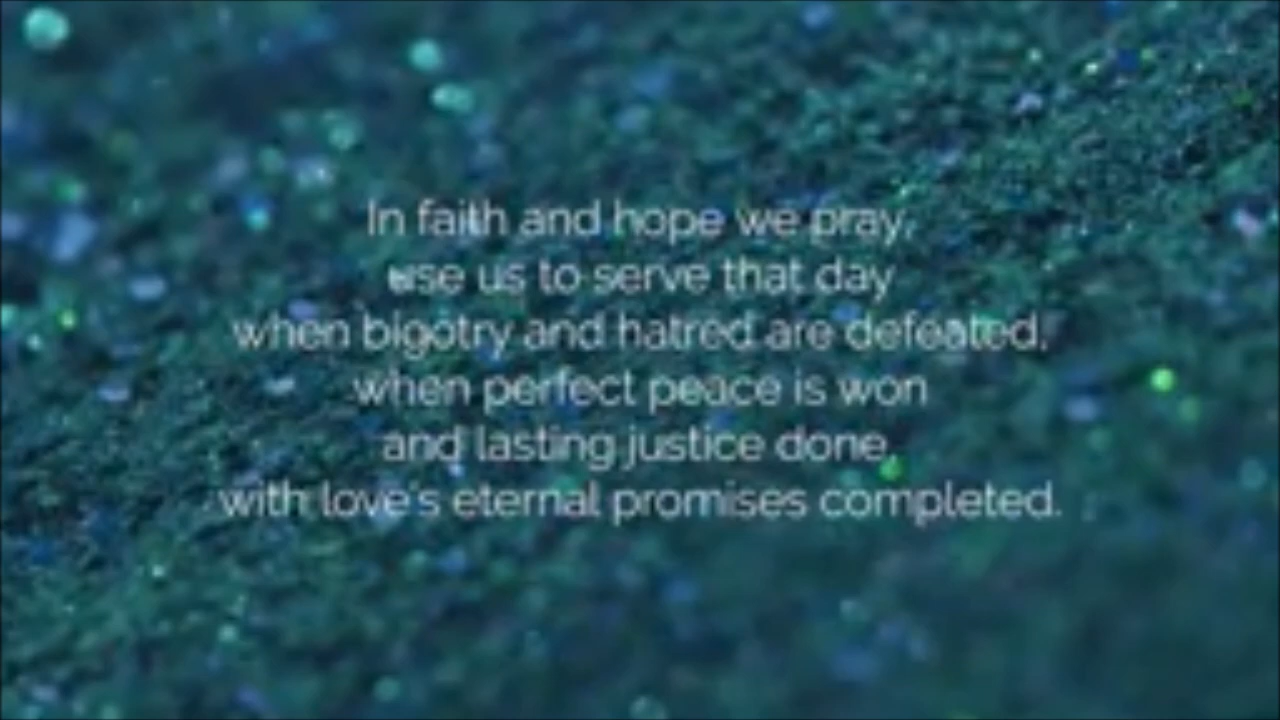 In faith and hope we pray,
use us to serve that day
when bigotry and hatred are defeated,
when perfect peace is won
and lasting justice done,
with love's eternal promises completed.